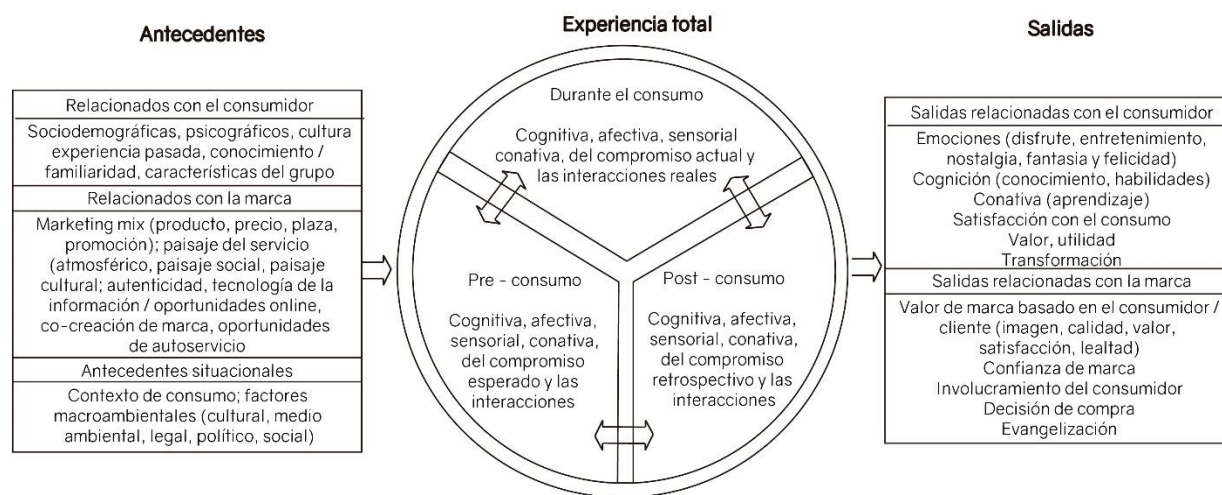 Antecedentes
Relacionados con el consumidor
Sociodemográficas, psicográficos, cultura
experiencia pasada, conocimiento /
familiaridad, características del grupo
Relacionados con la marca
Marketing mix (producto, precio, plaza,
promoción); paisaje del servicio
(atmosférico, paisaje social, paisaje
cultural; autenticidad, tecnología de la
información / oportunidades online,
co-creación de marca, oportunidades
de autoservicio
Antecedentes situacionales
Contexto de consumo; factores
macroambientales (cultural, medio
ambiental, legal, político, social)
Experiencia total
Durante el consumo
Cognitiva, afectiva, sensorial
conativa, del compromiso actual y
las interacciones reales
Pre - consumo
Cognitiva, afectiva,
sensorial, conativa,
del compromiso
esperado y las
interacciones
Post - consumo
Cognitiva, afectiva,
sensorial, conativa,
del compromiso
retrospectivo y las
interacciones
Salidas
Salidas relacionadas con el consumidor
Emociones (disfrute, entretenimiento,
nostalgia, fantasia y felicidad)
Cognición (conocimiento, habilidades)
Conativa (aprendizaje)
Satisfacción con el consumo
Valor, utilidad
Transformación
Salidas relacionadas con la marca
Valor de marca basado en el consumidor /
cliente (imagen, calidad, valor,
satisfacción, lealtad)
Confianza de marca
Involucramiento del consumidor
Decisión de compra
Evangelización